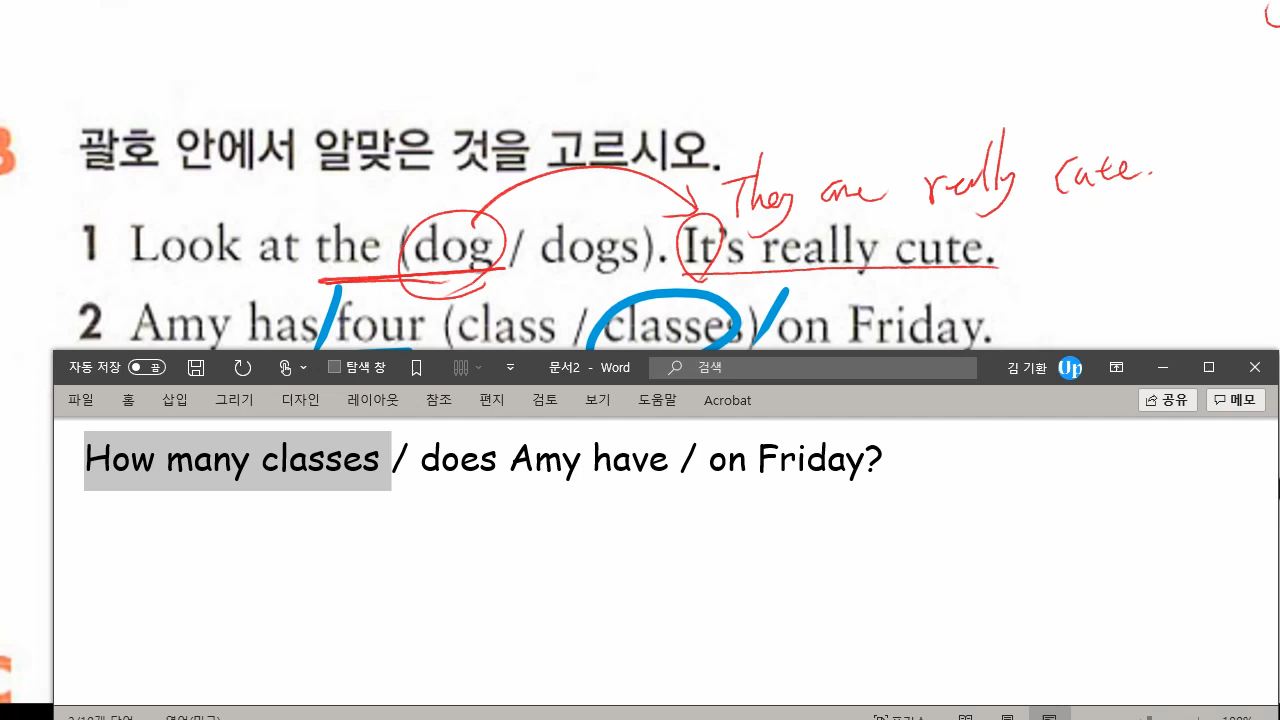 괄호 안에서 알맞은 것을 고르시오.
They are really cute.
1 Look at the (dog / dogs). It's really cute.
2 Amy has / four (class / classes) / on Friday.
자동 저장 끔 탐색 창 문서2 - Word 검색 김 기환 Up
파일 홈 삽입 그리기 디자인 레이아웃 참조 편지 검토 보기 도움말 Acrobat 공유 메모
How many classes / does Amy have / on Friday?